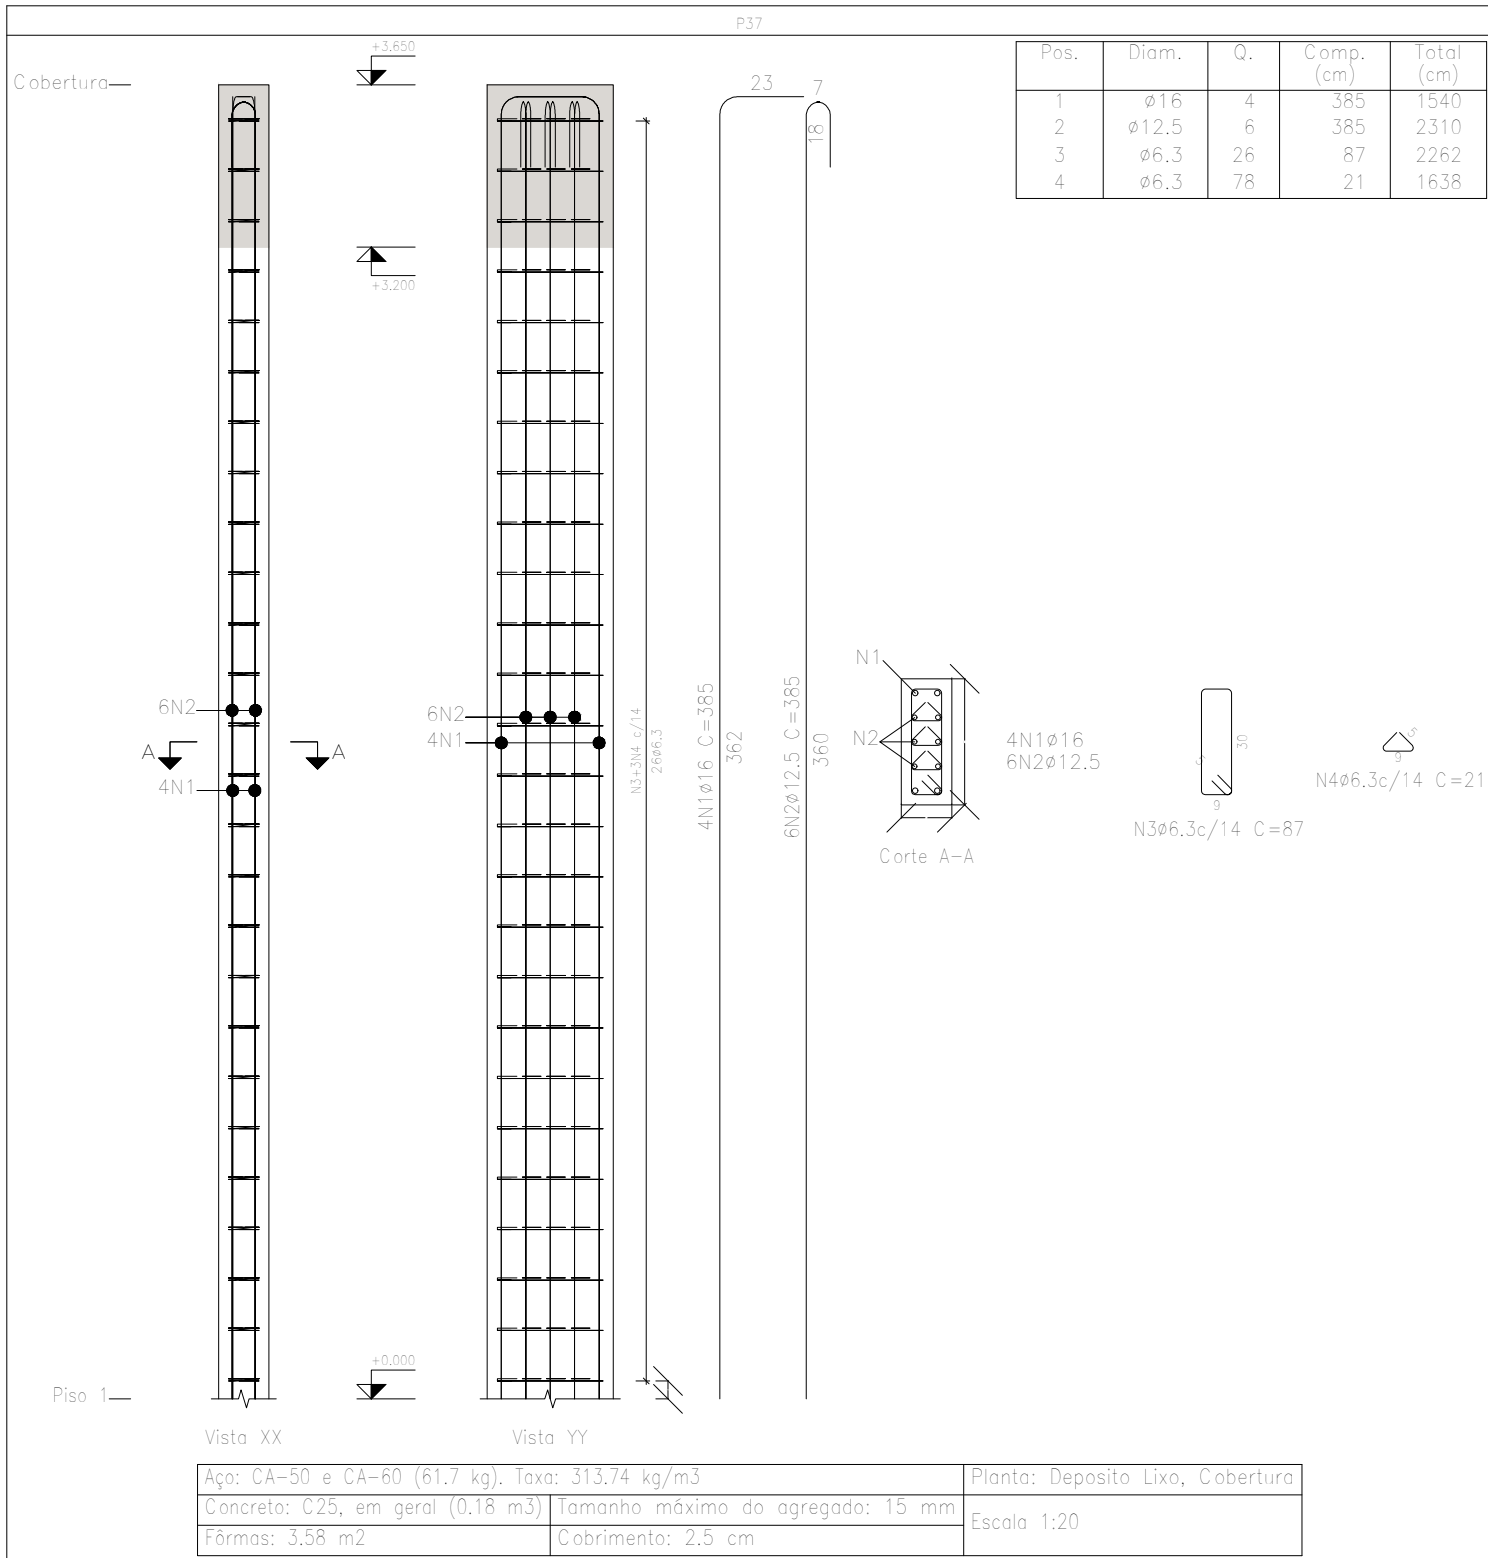 P37
Pos. Diam. Q. Comp. (cm) Total (cm)
1 ø16 4 385 1540
2 ø12.5 6 385 2310
3 ø6.3 26 87 2262
4 ø6.3 78 21 1638
+3.650
Cobertura
23
7
18
+3.200
6N2
6N2
4N1
A
A
4N1
N3+3N4 c/14
26ø6.3
4N1ø16 C=385
362
6N2ø12.5 C=385
360
N1
N2
4N1ø16
6N2ø12.5
Corte A-A
30
5
9
N3ø6.3c/14 C=87
5
9
N4ø6.3c/14 C=21
+0.000
Piso 1
Vista XX
Vista YY
Aço: CA-50 e CA-60 (61.7 kg). Taxa: 313.74 kg/m3
Planta: Deposito Lixo, Cobertura
Concreto: C25, em geral (0.18 m3)
Tamanho máximo do agregado: 15 mm
Escala 1:20
Fôrmas: 3.58 m2
Cobrimento: 2.5 cm